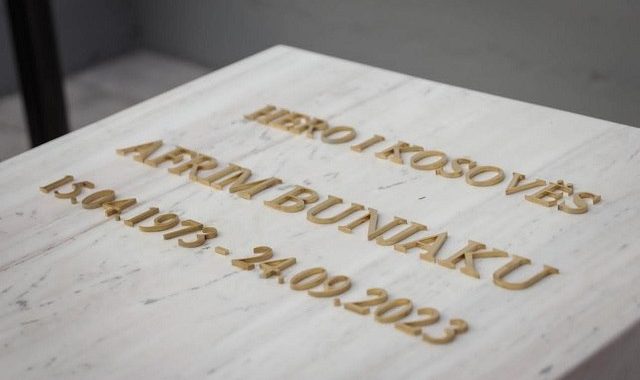 HERO I KOSOVËS
AFRIM BUNJAKU
15.04.1973 - 24.09.2023